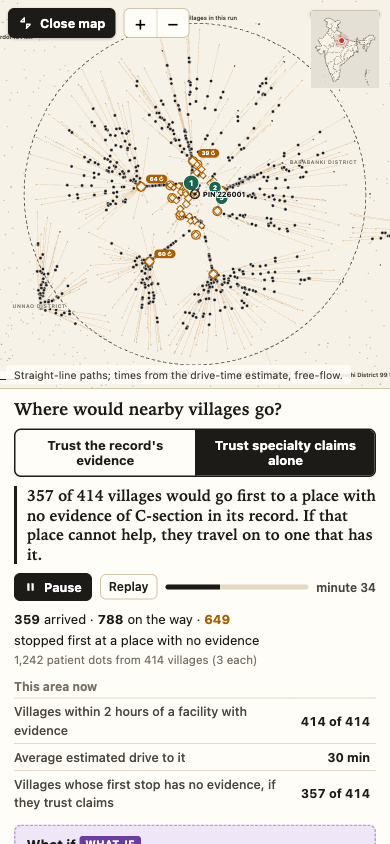 Close map
+
−
illages in this run
39
64
1
2
PIN 226001
BARABANKI DISTRICT
60
UNNAO DISTRICT
Straight-line paths; times from the drive-time estimate, free-flow.
hi District 99
Where would nearby villages go?
Trust the record's
evidence
Trust specialty claims
alone
357 of 414 villages would go first to a place with
no evidence of C-section in its record. If that
place cannot help, they travel on to one that has
it.
Pause
Replay
minute 34
359 arrived · 788 on the way · 649
stopped first at a place with no evidence
1,242 patient dots from 414 villages (3 each)
This area now
Villages within 2 hours of a facility with
evidence
414 of 414
Average estimated drive to it
30 min
Villages whose first stop has no evidence, if
they trust claims
357 of 414
What if WHAT IF